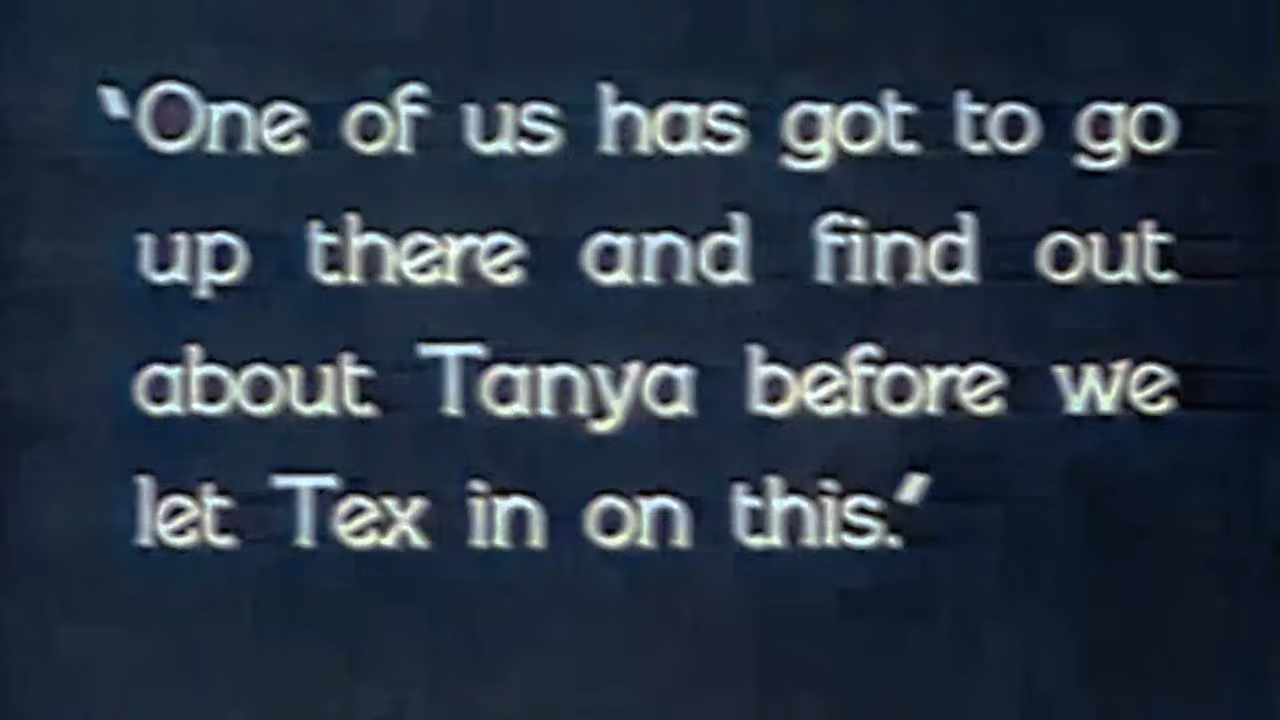 ‘One of us has got to go
up there and find out
about Tanya before we
let Tex in on this.’